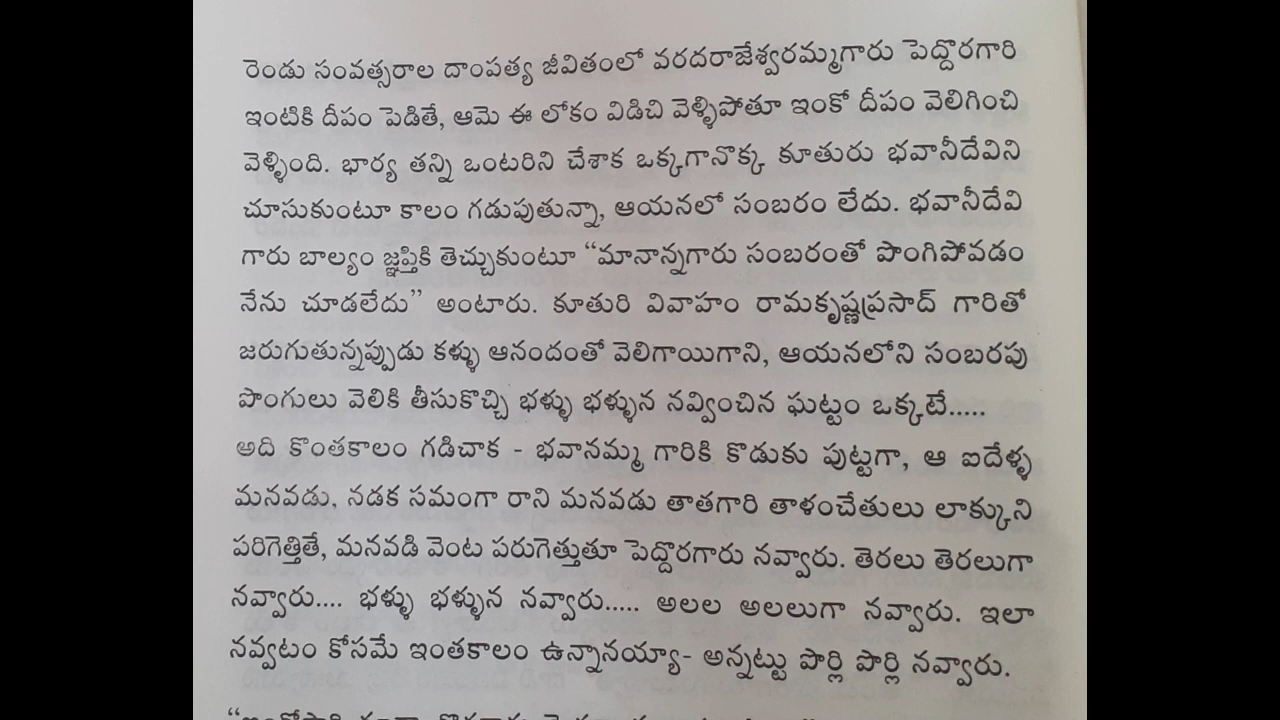 రెండు సంవత్సరాల దాంపత్య జీవితంలో వరదరాజేశ్వరమ్మగారు పెద్దొరగారి
ఇంటికి దీపం పెడితే, ఆమె ఈ లోకం విడిచి వెళ్ళిపోతూ ఇంకో దీపం వెలిగించి
వెళ్ళింది. భార్య తన్ని ఒంటరిని చేశాక ఒక్కగానొక్క కూతురు భవానీదేవిని
చూసుకుంటూ కాలం గడుపుతున్నా, ఆయనలో సంబరం లేదు. భవానీదేవి
గారు బాల్యం జ్ఞప్తికి తెచ్చుకుంటూ “మానాన్నగారు సంబరంతో పొంగిపోవడం
నేను చూడలేదు” అంటారు. కూతురి వివాహం రామకృష్ణప్రసాద్ గారితో
జరుగుతున్నప్పుడు కళ్ళు ఆనందంతో వెలిగాయిగాని, ఆయనలోని సంబరపు
పొంగులు వెలికి తీసుకొచ్చి భళ్ళు భళ్ళున నవ్వించిన ఘట్టం ఒక్కటే.....
అది కొంతకాలం గడిచాక - భవానమ్మ గారికి కొడుకు పుట్టగా, ఆ ఐదేళ్ళ
మనవడు, నడక సమంగా రాని మనవడు తాతగారి తాళంచేతులు లాక్కుని
పరిగెత్తితే, మనవడి వెంట పరుగెత్తుతూ పెద్దొరగారు నవ్వారు. తెరలు తెరలుగా
నవ్వారు.... భళ్ళు భళ్ళున నవ్వారు..... అలల అలలుగా నవ్వారు. ఇలా
నవ్వటం కోసమే ఇంతకాలం ఉన్నానయ్యా- అన్నట్టు పొర్లి పొర్లి నవ్వారు.